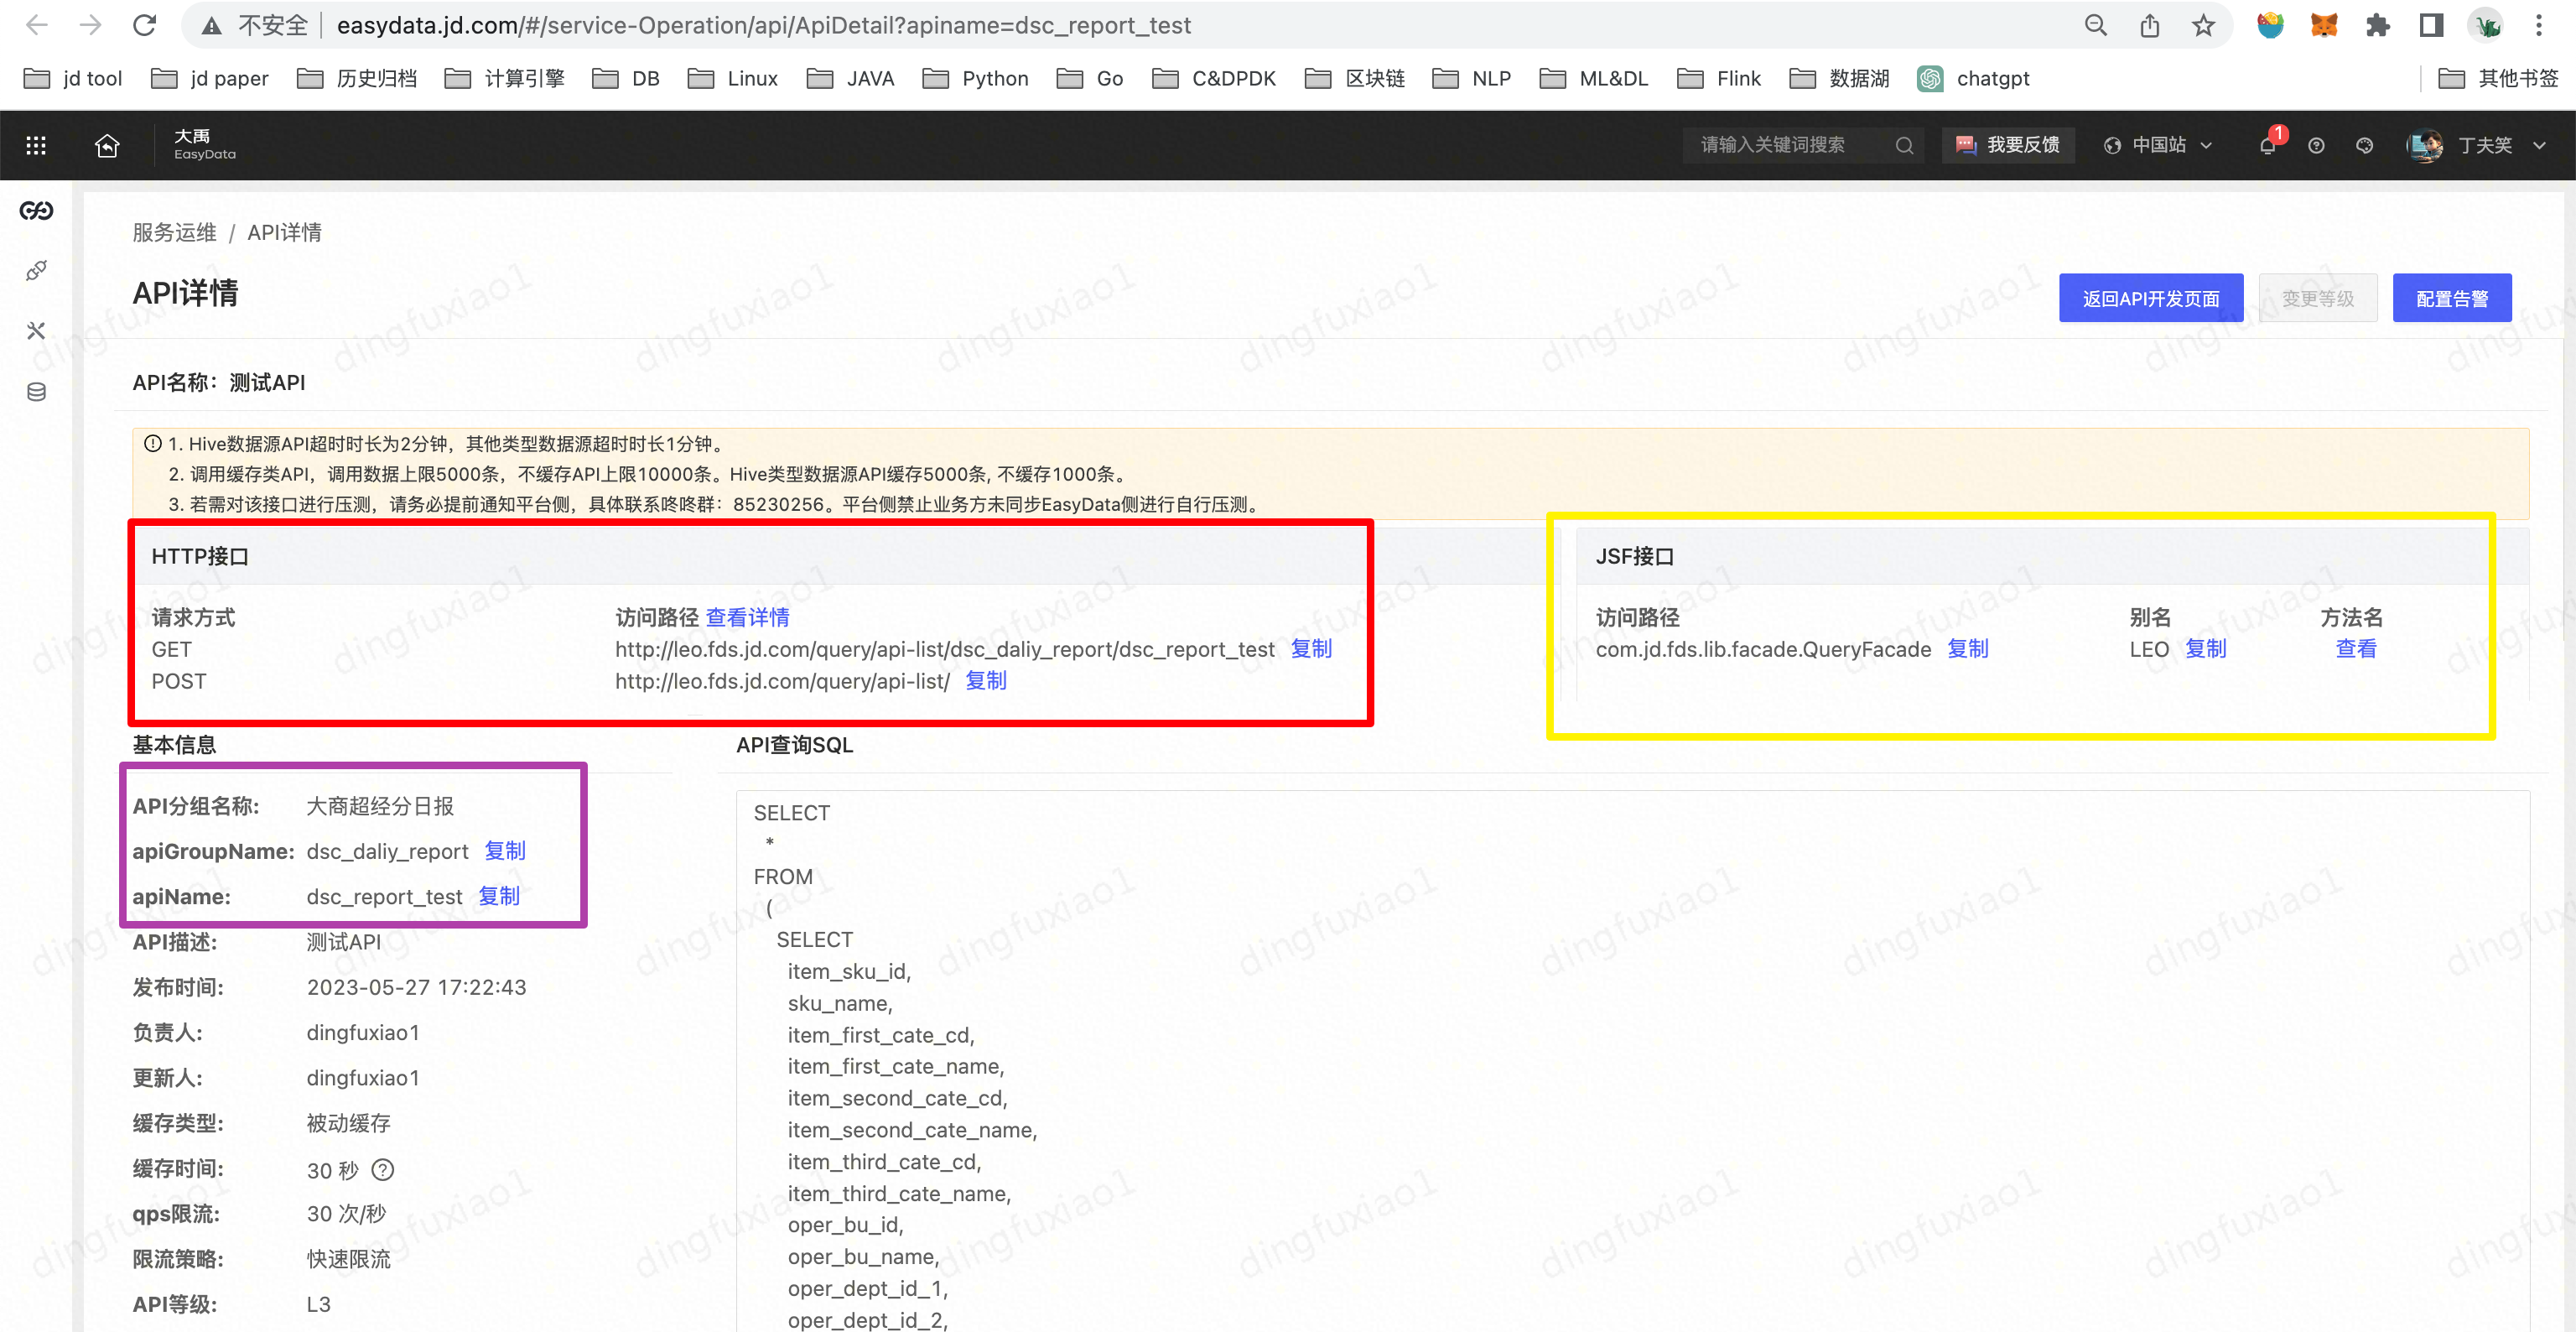 不安全 easydata.jd.com/#/service-Operation/api/ApiDetail?apiname=dsc_report_test
jd tool jd paper 历史归档 计算引擎 DB Linux JAVA Python Go C&DPDK 区块链 NLP ML&DL Flink 数据湖 chatgpt 其他书签
大禹
EasyData
请输入关键词搜索 我要反馈 中国站 1 丁夫笑
服务运维 / API详情
API详情
返回API开发页面 变更等级 配置告警
API名称：测试API
1. Hive数据源API超时时长为2分钟，其他类型数据源超时时长1分钟。
2. 调用缓存类API，调用数据上限5000条，不缓存API上限10000条。Hive类型数据源API缓存5000条, 不缓存1000条。
3. 若需对该接口进行压测，请务必提前通知平台侧，具体联系咚咚群：85230256。平台侧禁止业务方未同步EasyData侧进行自行压测。
HTTP接口
请求方式 访问路径 查看详情
GET http://leo.fds.jd.com/query/api-list/dsc_daliy_report/dsc_report_test 复制
POST http://leo.fds.jd.com/query/api-list/ 复制
JSF接口
访问路径 别名 方法名
com.jd.fds.lib.facade.QueryFacade 复制 LEO 复制 查看
基本信息
API分组名称: 大商超经分日报
apiGroupName: dsc_daliy_report 复制
apiName: dsc_report_test 复制
API描述: 测试API
发布时间: 2023-05-27 17:22:43
负责人: dingfuxiao1
更新人: dingfuxiao1
缓存类型: 被动缓存
缓存时间: 30 秒
qps限流: 30 次/秒
限流策略: 快速限流
API等级: L3
API查询SQL
SELECT
*
FROM
(
SELECT
item_sku_id,
sku_name,
item_first_cate_cd,
item_first_cate_name,
item_second_cate_cd,
item_second_cate_name,
item_third_cate_cd,
item_third_cate_name,
oper_bu_id,
oper_bu_name,
oper_dept_id_1,
oper_dept_id_2,
dingfuxiao1